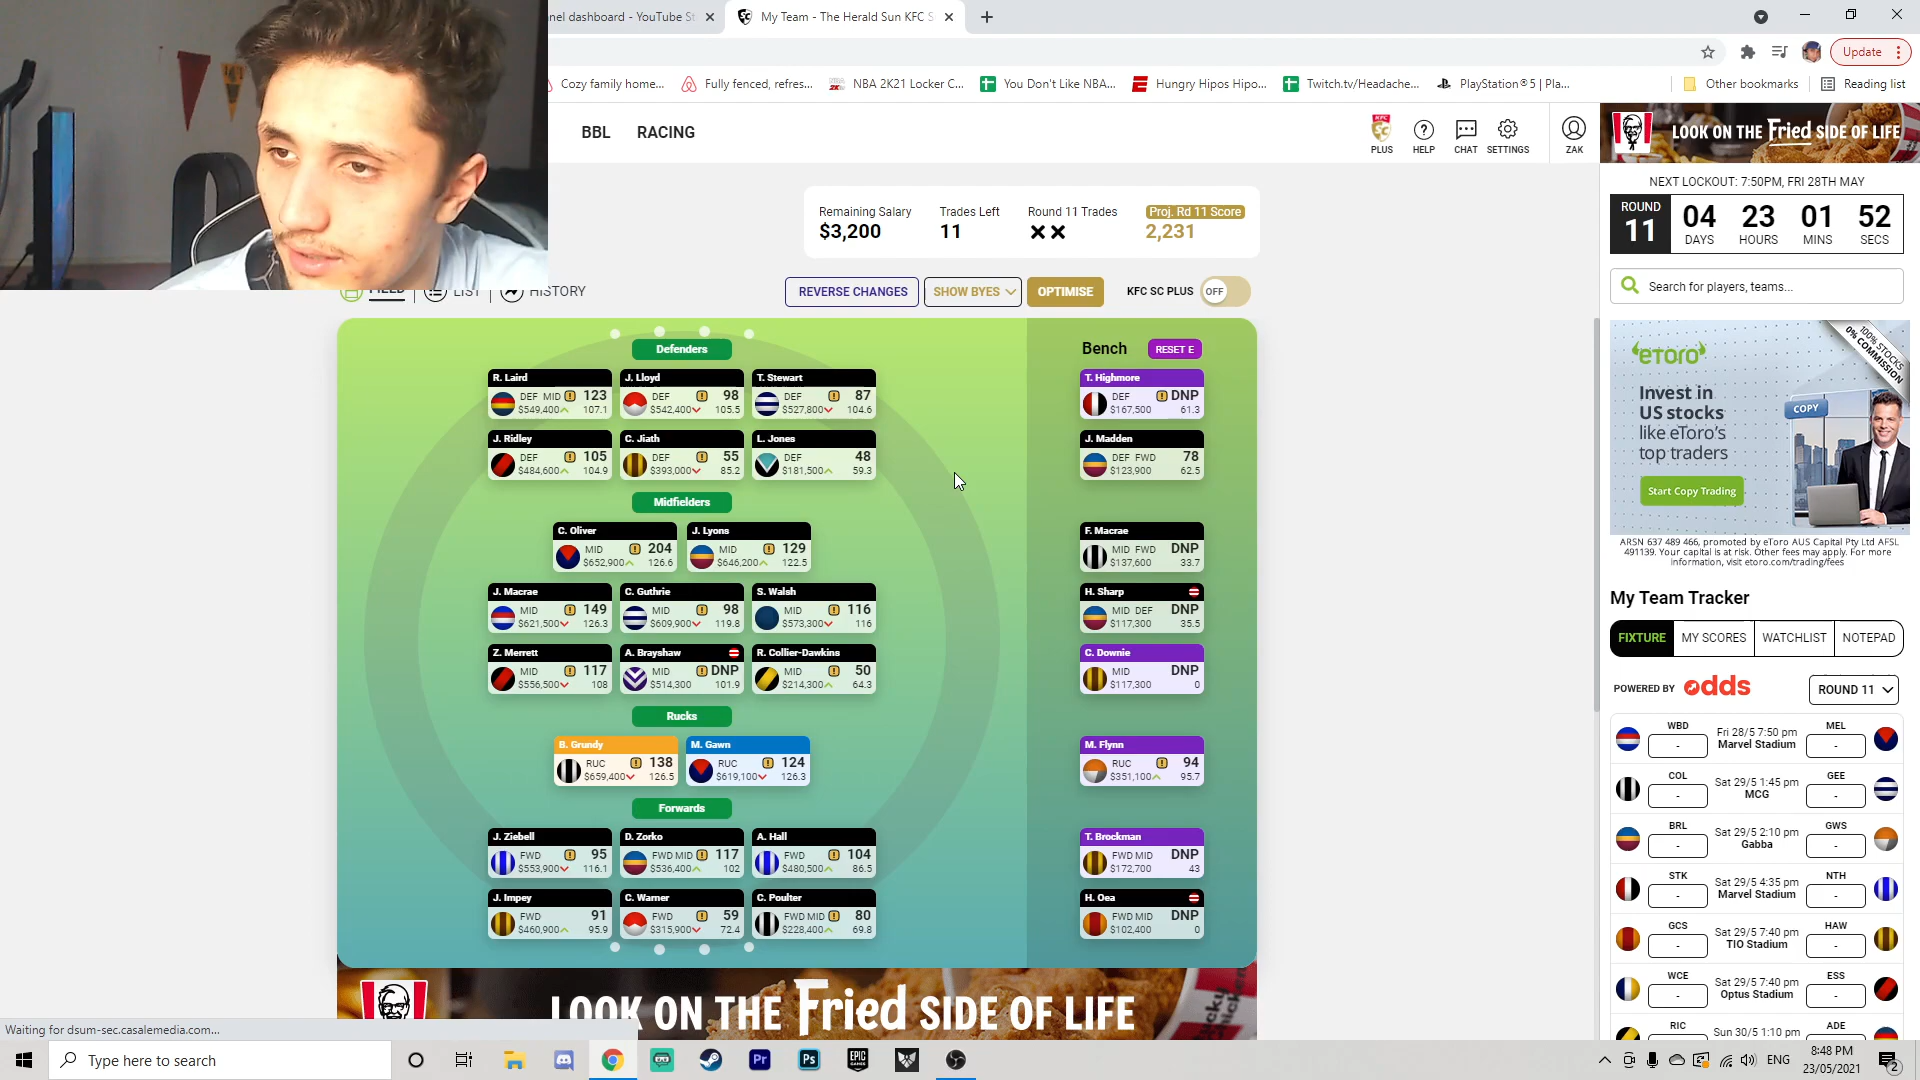 nel dashboard - YouTube St
My Team - The Herald Sun KFC S
Update
Cozy family home...
Fully fenced, refres...
NBA 2K21 Locker C...
You Don't Like NBA...
Hungry Hipos Hipo...
Twitch.tv/Headache...
PlayStation®5 | Pla...
Other bookmarks
Reading list
BBL
RACING
PLUS
HELP
CHAT
SETTINGS
ZAK
LOOK ON THE Fried SIDE OF LIFE
Remaining Salary
$3,200
Trades Left
11
Round 11 Trades
Proj. Rd 11 Score
2,231
LIST
HISTORY
REVERSE CHANGES
SHOW BYES
OPTIMISE
KFC SC PLUS
OFF
Defenders
Bench
RESET E
R. Laird
DEF MID 123
$549,400 107.1
J. Lloyd
DEF 98
$542,400 105.5
T. Stewart
DEF 87
$527,800 104.6
T. Highmore
DEF DNP
$167,500 61.3
J. Ridley
DEF 105
$484,600 104.9
C. Jiath
DEF 55
$393,000 85.2
L. Jones
DEF 48
$181,500 59.3
J. Madden
DEF FWD 78
$123,900 62.5
Midfielders
C. Oliver
MID 204
$652,900 126.6
J. Lyons
MID 129
$646,200 122.5
F. Macrae
MID FWD DNP
$137,600 33.7
J. Macrae
MID 149
$621,500 126.3
C. Guthrie
MID 98
$609,900 119.8
S. Walsh
MID 116
$573,300 116
H. Sharp
MID DEF DNP
$117,300 35.5
Z. Merrett
MID 117
$556,500 108
A. Brayshaw
MID DNP
$514,300 101.9
R. Collier-Dawkins
MID 50
$214,300 64.3
C. Downie
MID DNP
$117,300 0
Rucks
B. Grundy
RUC 138
$659,400 126.5
M. Gawn
RUC 124
$619,100 126.3
M. Flynn
RUC 94
$351,100 95.7
Forwards
J. Ziebell
FWD 95
$553,900 116.1
D. Zorko
FWD MID 117
$536,400 102
A. Hall
FWD 104
$480,500 86.5
T. Brockman
FWD MID DNP
$172,700 43
J. Impey
FWD 91
$460,900 95.9
C. Warner
FWD 59
$315,900 72.4
C. Poulter
FWD MID 80
$228,400 69.8
H. Oea
FWD MID DNP
$102,400 0
LOOK ON THE Fried SIDE OF LIFE
NEXT LOCKOUT: 7:50PM, FRI 28TH MAY
ROUND 11
04 DAYS
23 HOURS
01 MINS
52 SECS
Search for players, teams...
eToro
100% STOCKS
0% COMMISSION
Invest in
US stocks
like eToro's
top traders
COPY
Start Copy Trading
ARSN 637 489 466, promoted by eToro AUS Capital Pty Ltd AFSL
491139. Your capital is at risk. Other fees may apply. For more
information, visit etoro.com/trading/fees
My Team Tracker
FIXTURE
MY SCORES
WATCHLIST
NOTEPAD
POWERED BY odds
ROUND 11
WBD - Fri 28/5 7:50 pm Marvel Stadium MEL -
COL - Sat 29/5 1:45 pm MCG GEE -
BRL - Sat 29/5 2:10 pm Gabba GWS -
STK - Sat 29/5 4:35 pm Marvel Stadium NTH -
GCS - Sat 29/5 7:40 pm TIO Stadium HAW -
WCE - Sat 29/5 7:40 pm Optus Stadium ESS -
RIC Sun 30/5 1:10 pm ADE
Waiting for dsum-sec.casalemedia.com...
Type here to search
Pr
Ps
EPIC
GAMES
ENG
8:48 PM
23/05/2021
2